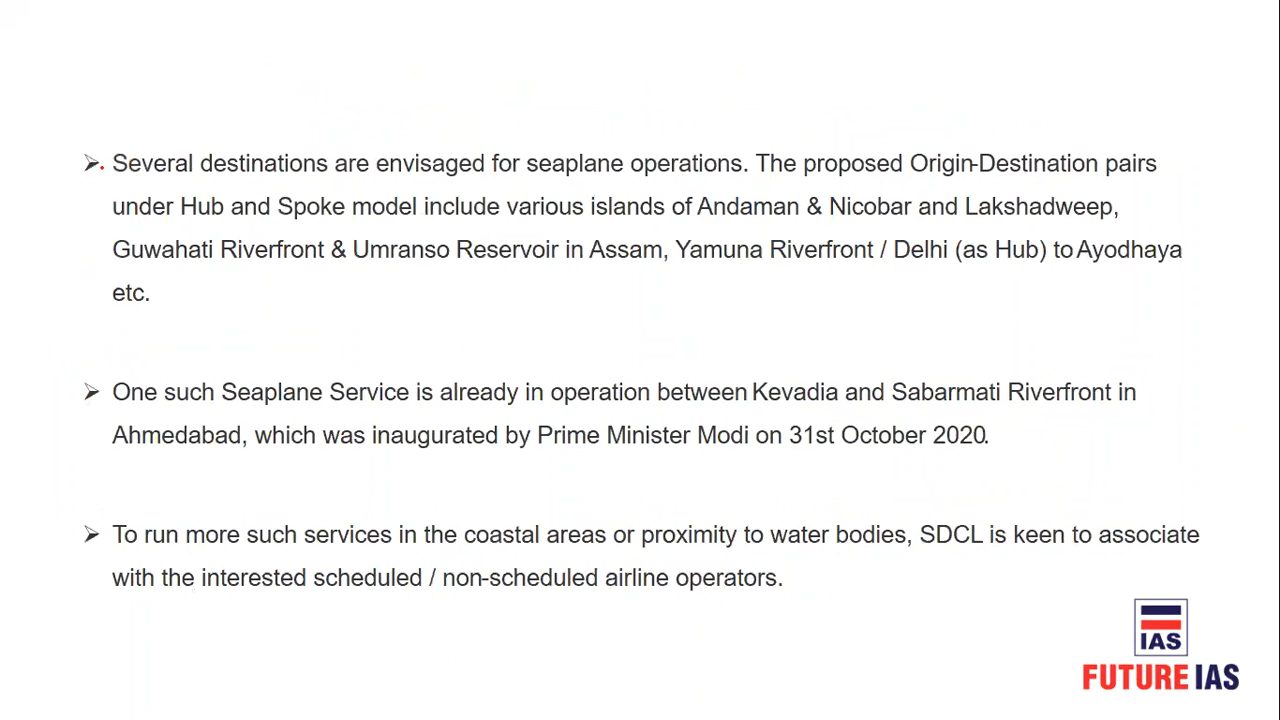 ➢ Several destinations are envisaged for seaplane operations. The proposed Origin-Destination pairs
under Hub and Spoke model include various islands of Andaman & Nicobar and Lakshadweep,
Guwahati Riverfront & Umranso Reservoir in Assam, Yamuna Riverfront / Delhi (as Hub) to Ayodhaya
etc.
➢ One such Seaplane Service is already in operation between Kevadia and Sabarmati Riverfront in
Ahmedabad, which was inaugurated by Prime Minister Modi on 31st October 2020.
➢ To run more such services in the coastal areas or proximity to water bodies, SDCL is keen to associate
with the interested scheduled / non-scheduled airline operators.
IAS
FUTURE IAS